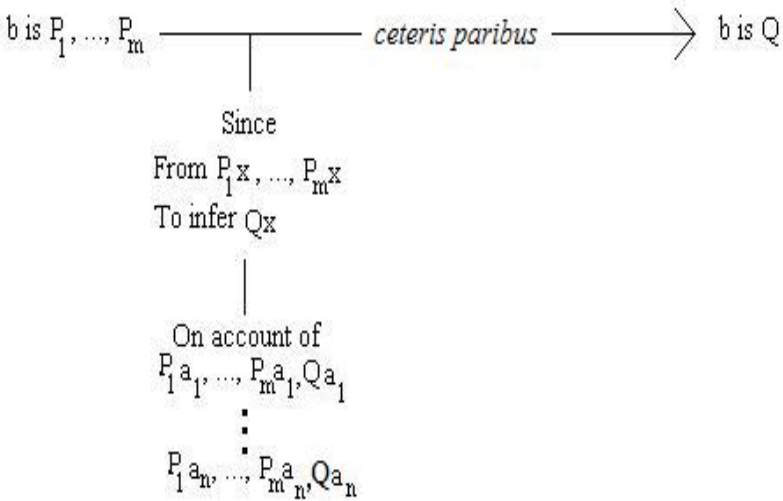 b is P₁, ..., Pₘ ceteris paribus b is Q
Since
From P₁x, ..., Pₘx
To infer Qx
On account of
P₁a₁, ..., Pₘa₁, Qa₁
⋮
P₁aₙ, ..., Pₘaₙ, Qaₙ